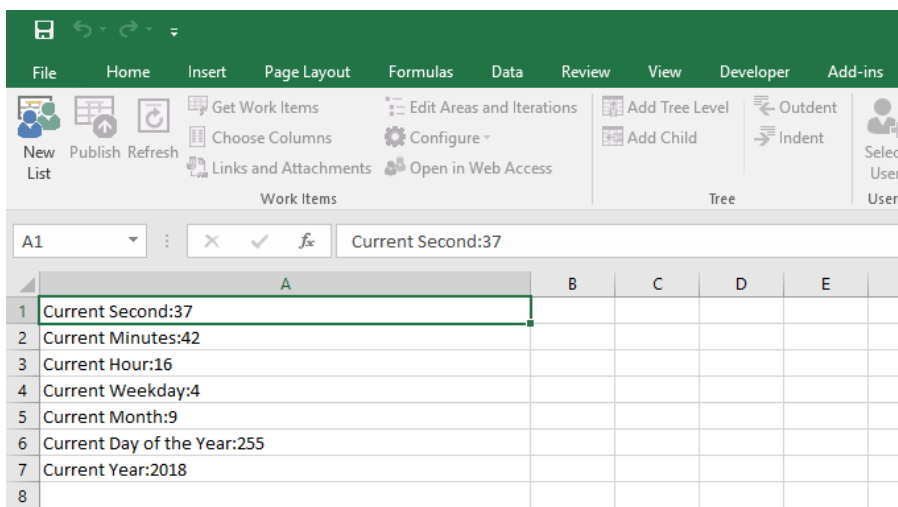 File Home Insert Page Layout Formulas Data Review View Developer Add-ins
New List
Publish
Refresh
Get Work Items
Choose Columns
Links and Attachments
Edit Areas and Iterations
Configure
Open in Web Access
Work Items
Add Tree Level
Add Child
Outdent
Indent
Tree
User
A1 fx Current Second:37
A B C D E
1 Current Second:37
2 Current Minutes:42
3 Current Hour:16
4 Current Weekday:4
5 Current Month:9
6 Current Day of the Year:255
7 Current Year:2018
8